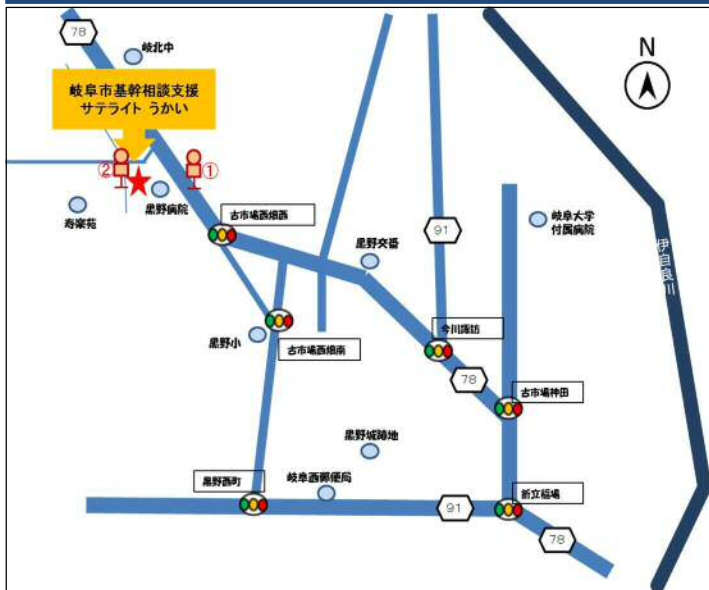 78
岐北中
N
岐阜市基幹相談支援
サテライト うかい
②
①
寿楽苑
黒野病院
古市場西畑西
91
岐阜大学
付属病院
伊自良川
黒野交番
黒野小
古市場西畑南
今川諏訪
78
古市場神田
黒野城跡地
黒野西町
岐阜西郵便局
91
折立稲場
78